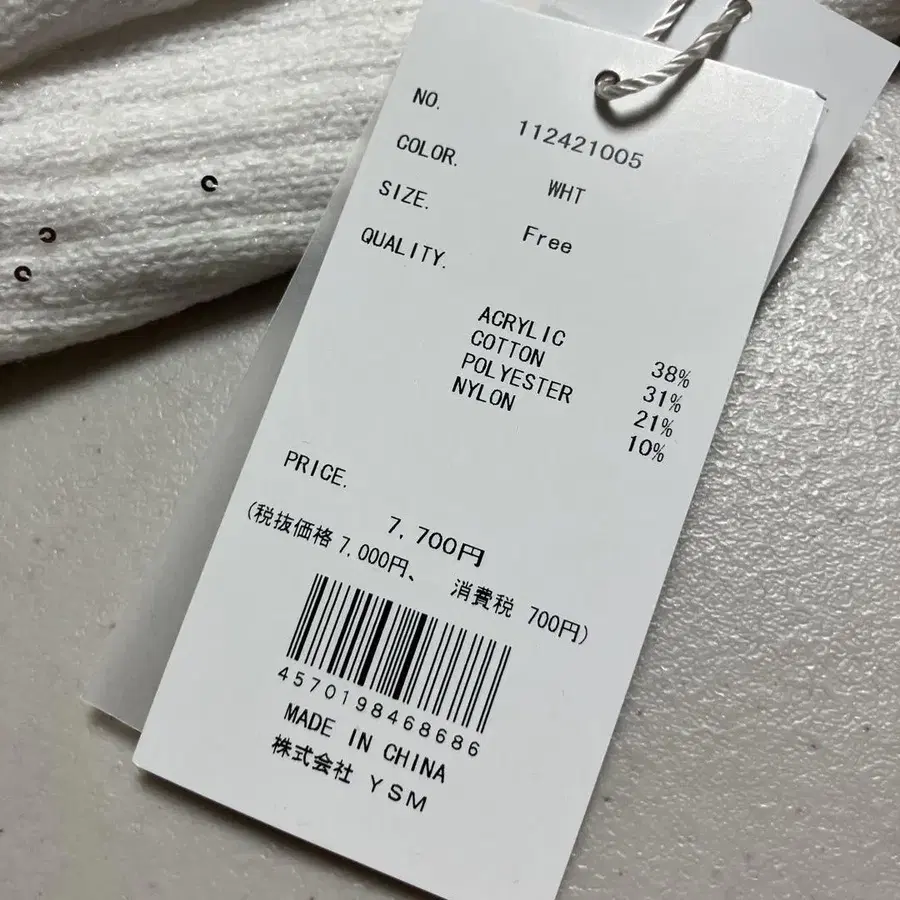 NO. 112421005
COLOR. WHT
SIZE. Free
QUALITY.
ACRYLIC 38%
COTTON 31%
POLYESTER 21%
NYLON 10%
PRICE.
7,700円
(税抜価格 7,000円、 消費税 700円)
4570198468686
MADE IN CHINA
株式会社 YSM